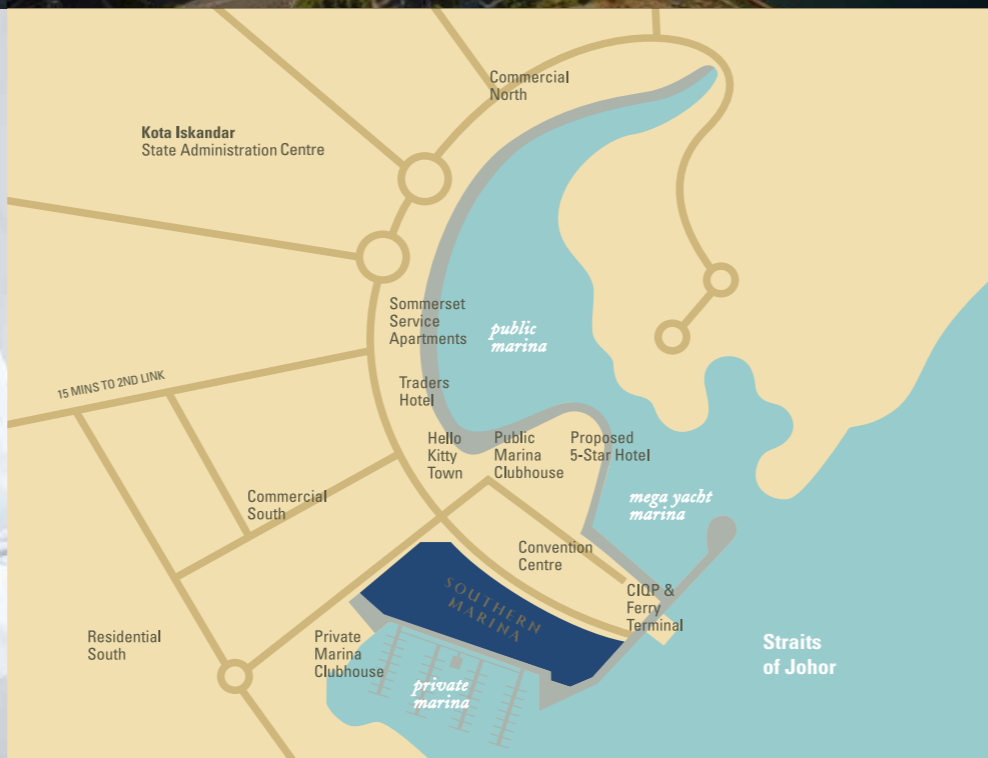 Commercial
North
Kota Iskandar
State Administration Centre
Sommerset
Service
Apartments
public
marina
Traders
Hotel
15 MINS TO 2ND LINK
Hello
Kitty
Town
Public
Marina
Clubhouse
Proposed
5-Star Hotel
Commercial
South
mega yacht
marina
Convention
Centre
SOUTHERN
MARINA
CIQP &
Ferry
Terminal
Residential
South
Private
Marina
Clubhouse
private
marina
Straits
of Johor